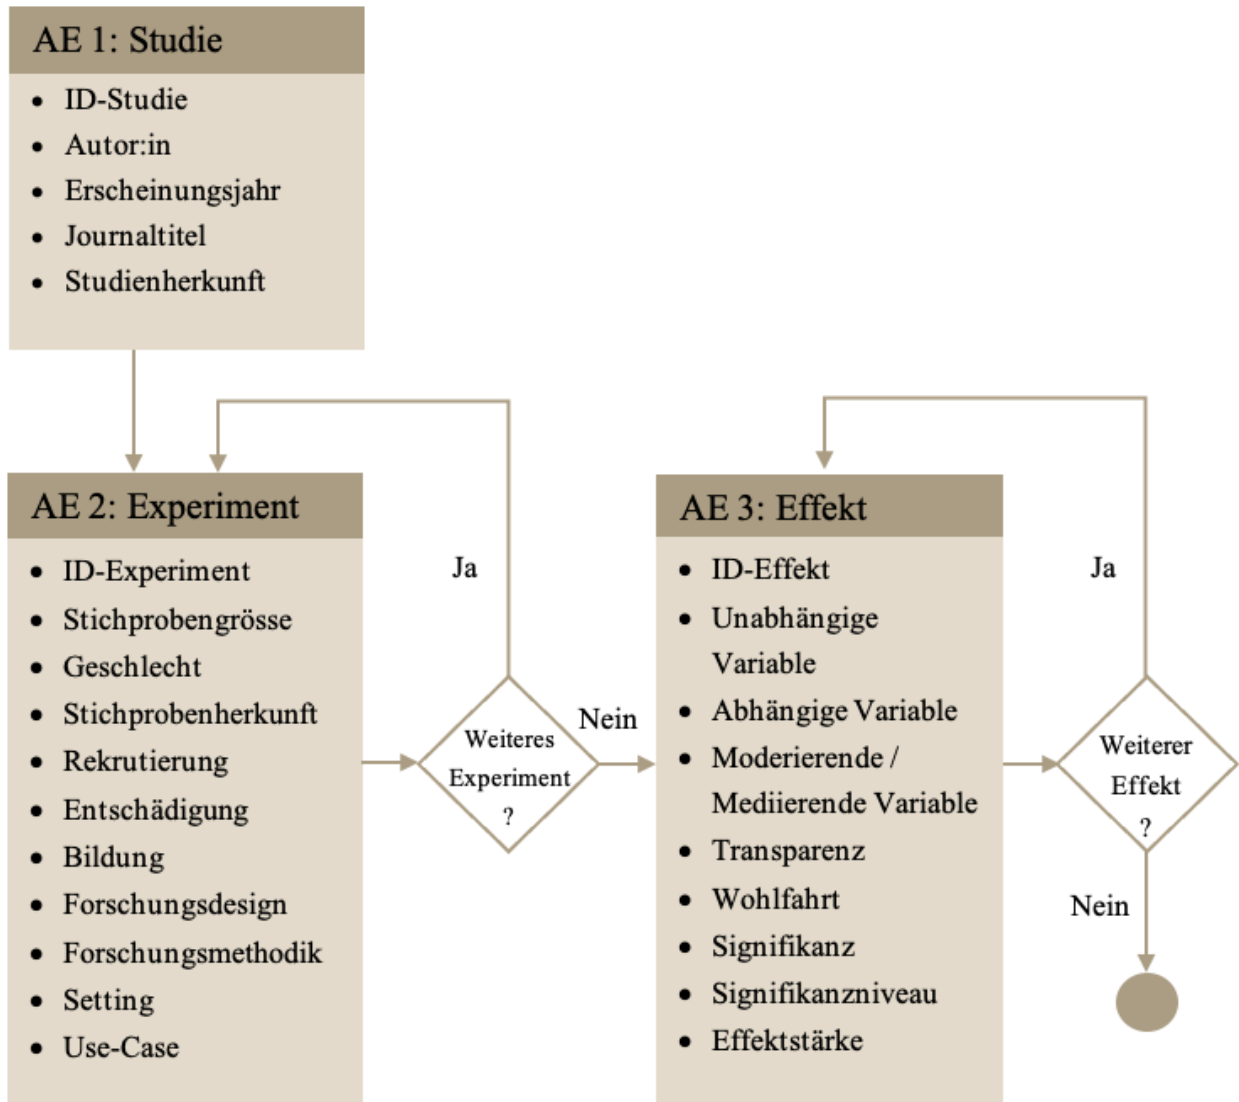 AE 1: Studie
• ID-Studie
• Autor:in
• Erscheinungsjahr
• Journaltitel
• Studienherkunft
AE 2: Experiment
• ID-Experiment
• Stichprobengrösse
• Geschlecht
• Stichprobenherkunft
• Rekrutierung
• Entschädigung
• Bildung
• Forschungsdesign
• Forschungsmethodik
• Setting
• Use-Case
Ja
Weiteres
Experiment
?
Nein
AE 3: Effekt
• ID-Effekt
• Unabhängige
Variable
• Abhängige Variable
• Moderierende /
Mediierende Variable
• Transparenz
• Wohlfahrt
• Signifikanz
• Signifikanzniveau
• Effektstärke
Ja
Weiterer
Effekt
?
Nein